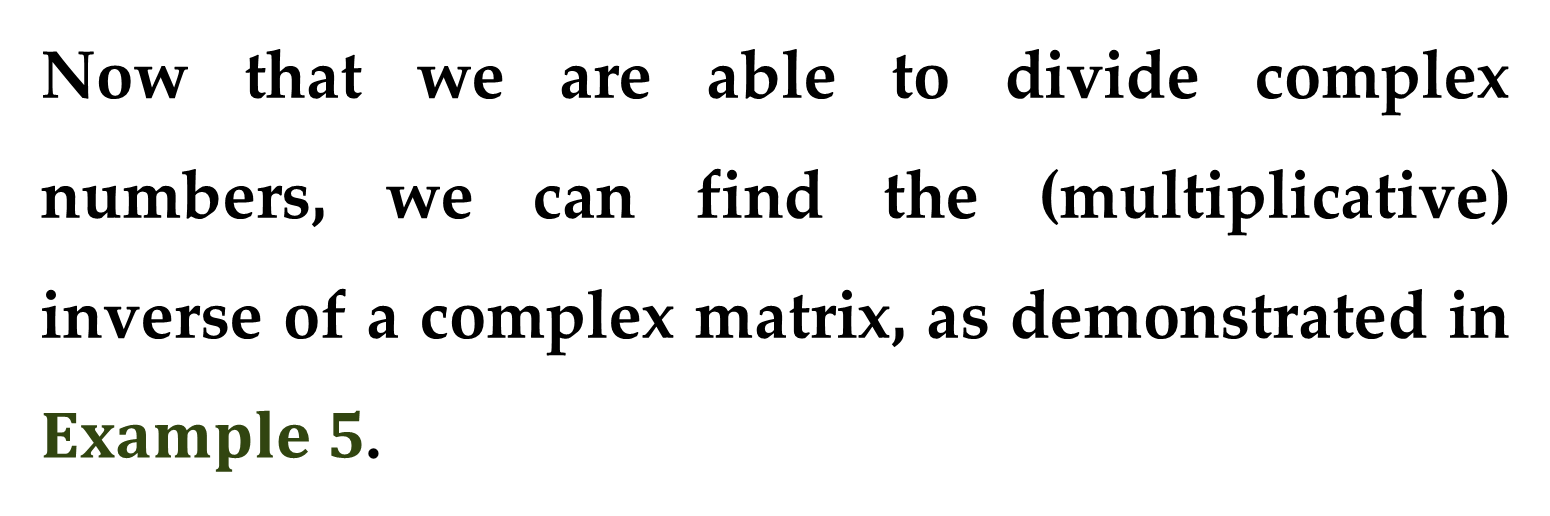 Now that we are able to divide complex
numbers, we can find the (multiplicative)
inverse of a complex matrix, as demonstrated in
Example 5.